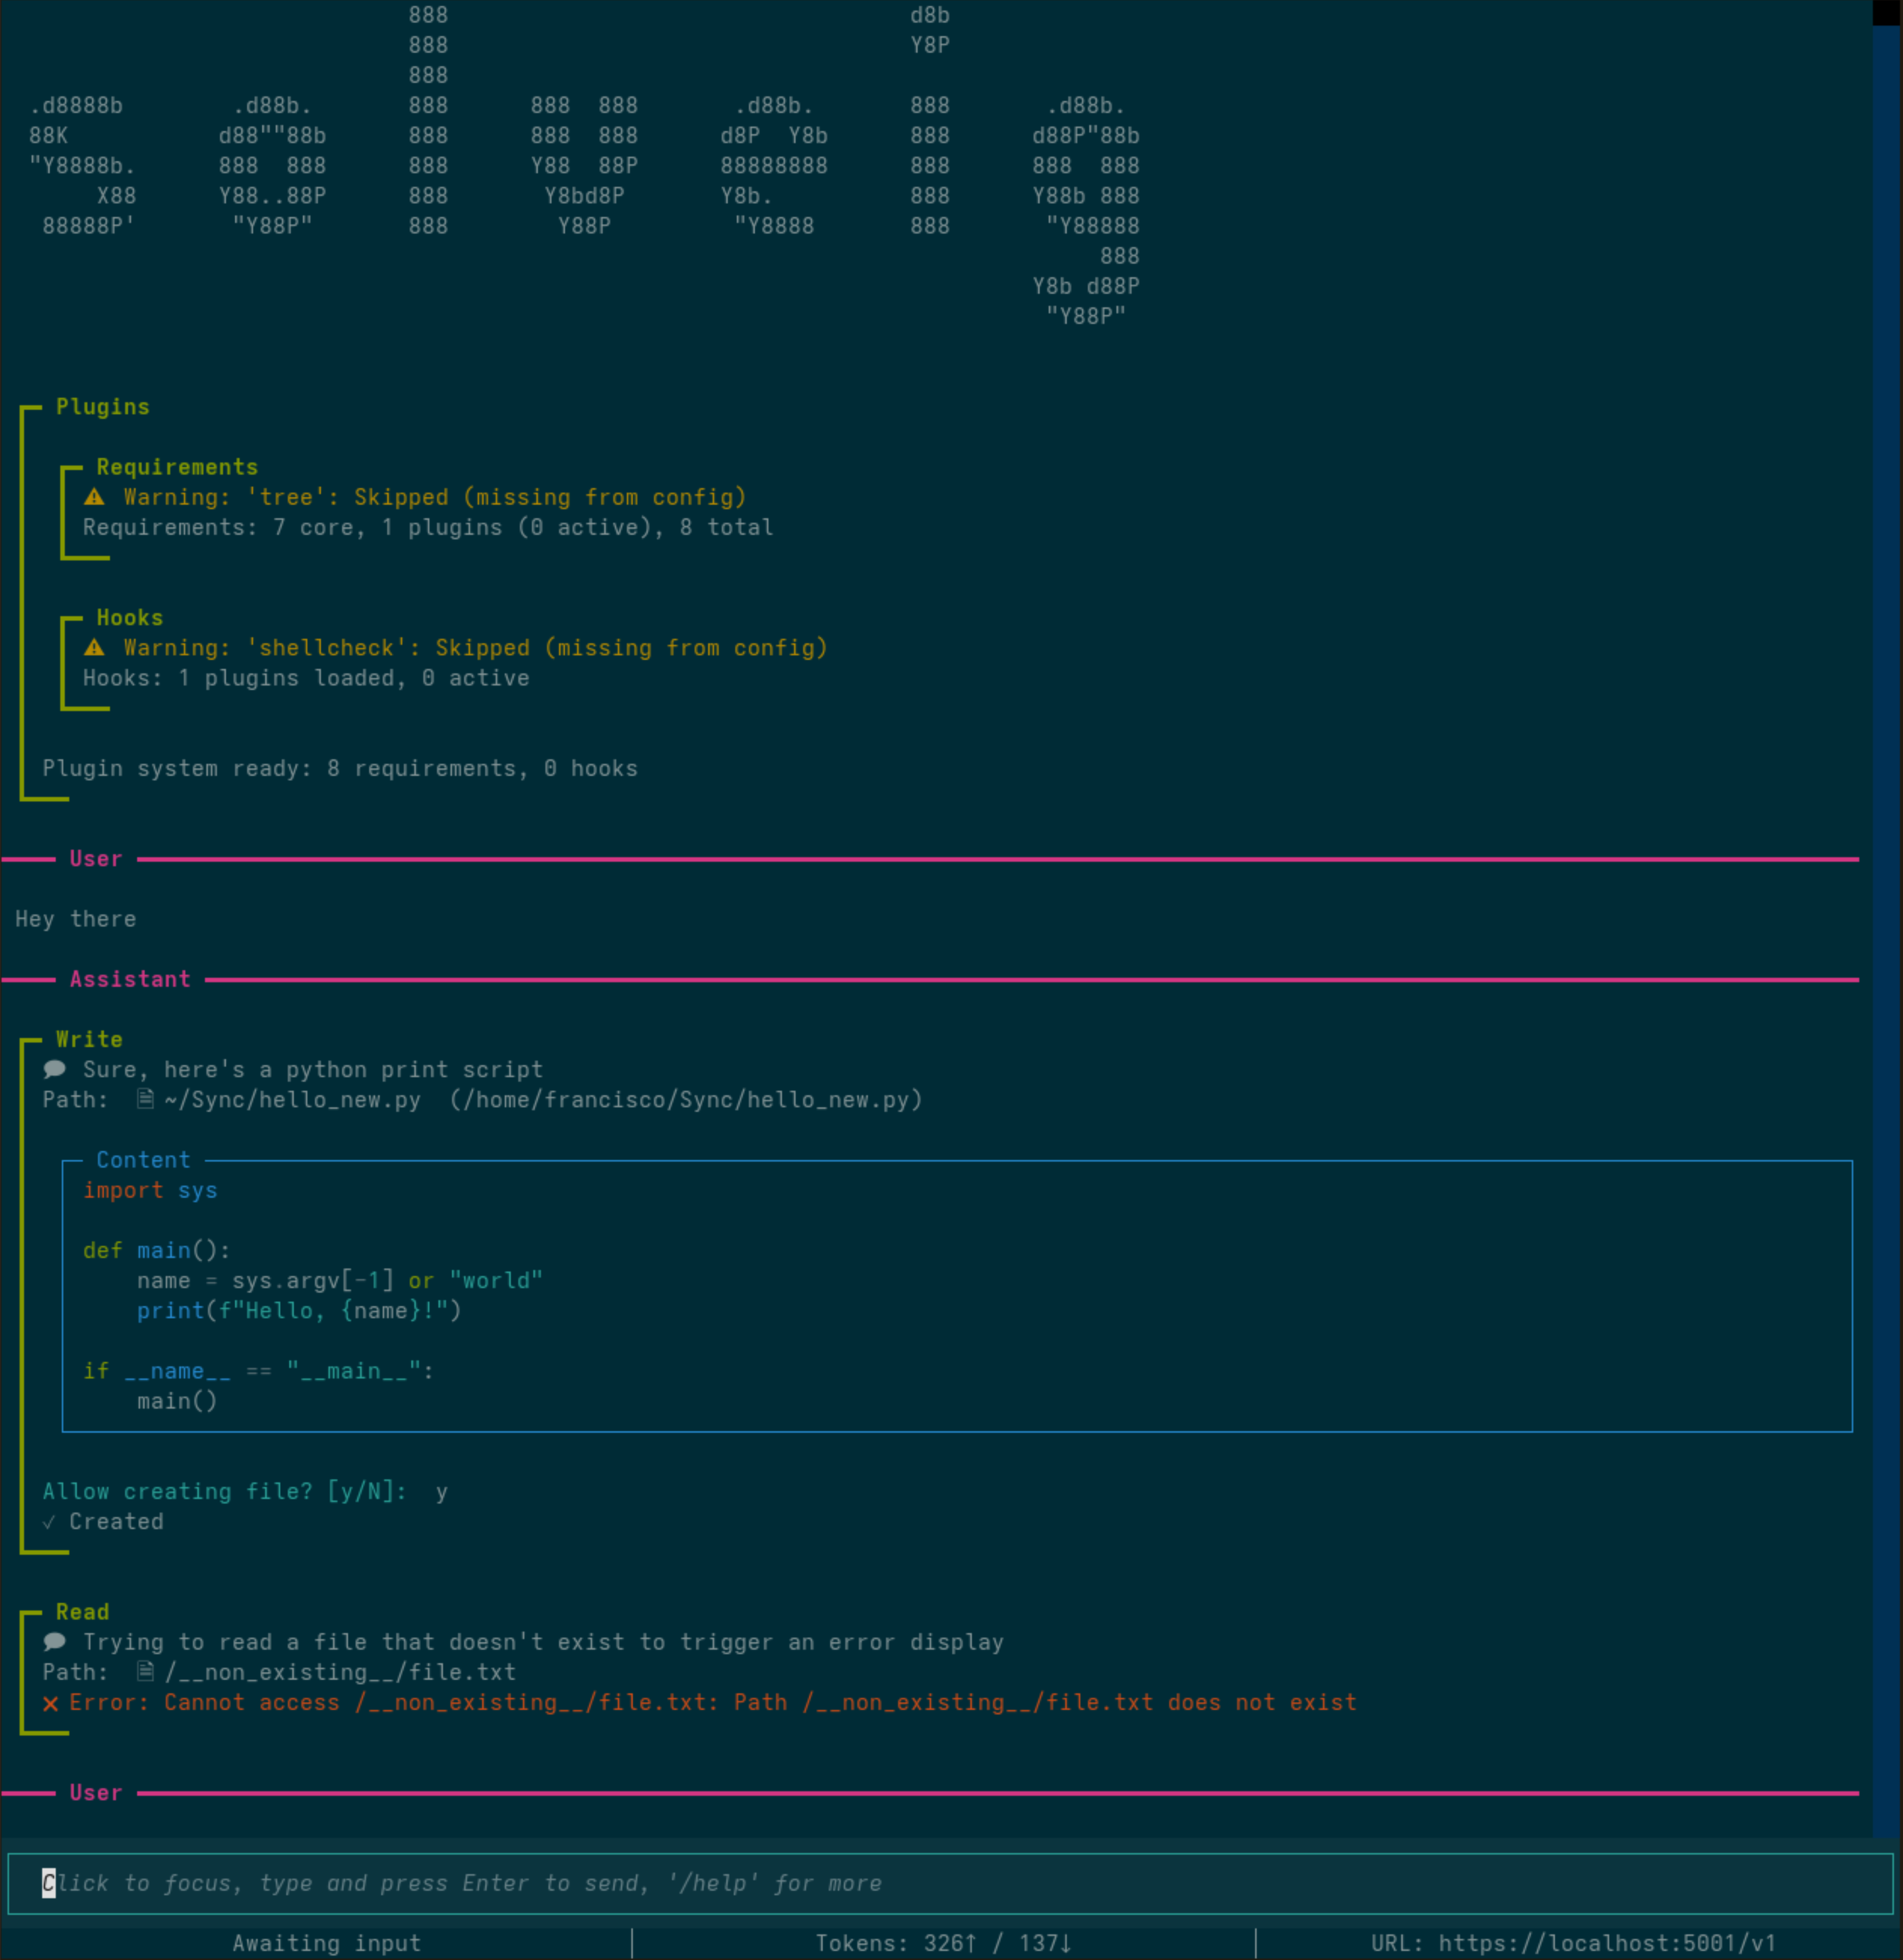 888                                  d8b
                              888                                  Y8P
                              888
  .d8888b        .d88b.       888      888  888       .d88b.       888      .d88b.
  88K           d88""88b      888      888  888      d8P  Y8b      888     d88P"88b
  "Y8888b.      888  888      888      Y88  88P      88888888      888     888  888
       X88      Y88..88P      888       Y8bd8P       Y8b.          888     Y88b 888
   88888P'       "Y88P"       888        Y88P         "Y8888       888      "Y88888
                                                                                888
                                                                           Y8b d88P
                                                                            "Y88P"
Plugins
Requirements
⚠ Warning: 'tree': Skipped (missing from config)
Requirements: 7 core, 1 plugins (0 active), 8 total
Hooks
⚠ Warning: 'shellcheck': Skipped (missing from config)
Hooks: 1 plugins loaded, 0 active
Plugin system ready: 8 requirements, 0 hooks
User
Hey there
Assistant
Write
Sure, here's a python print script
Path: ~/Sync/hello_new.py (/home/francisco/Sync/hello_new.py)
Content
import sys
def main():
    name = sys.argv[-1] or "world"
    print(f"Hello, {name}!")
if __name__ == "__main__":
    main()
Allow creating file? [y/N]: y
✓ Created
Read
Trying to read a file that doesn't exist to trigger an error display
Path: /__non_existing__/file.txt
✕ Error: Cannot access /__non_existing__/file.txt: Path /__non_existing__/file.txt does not exist
User
Click to focus, type and press Enter to send, '/help' for more
Awaiting input │ Tokens: 326↑ / 137↓ │ URL: https://localhost:5001/v1